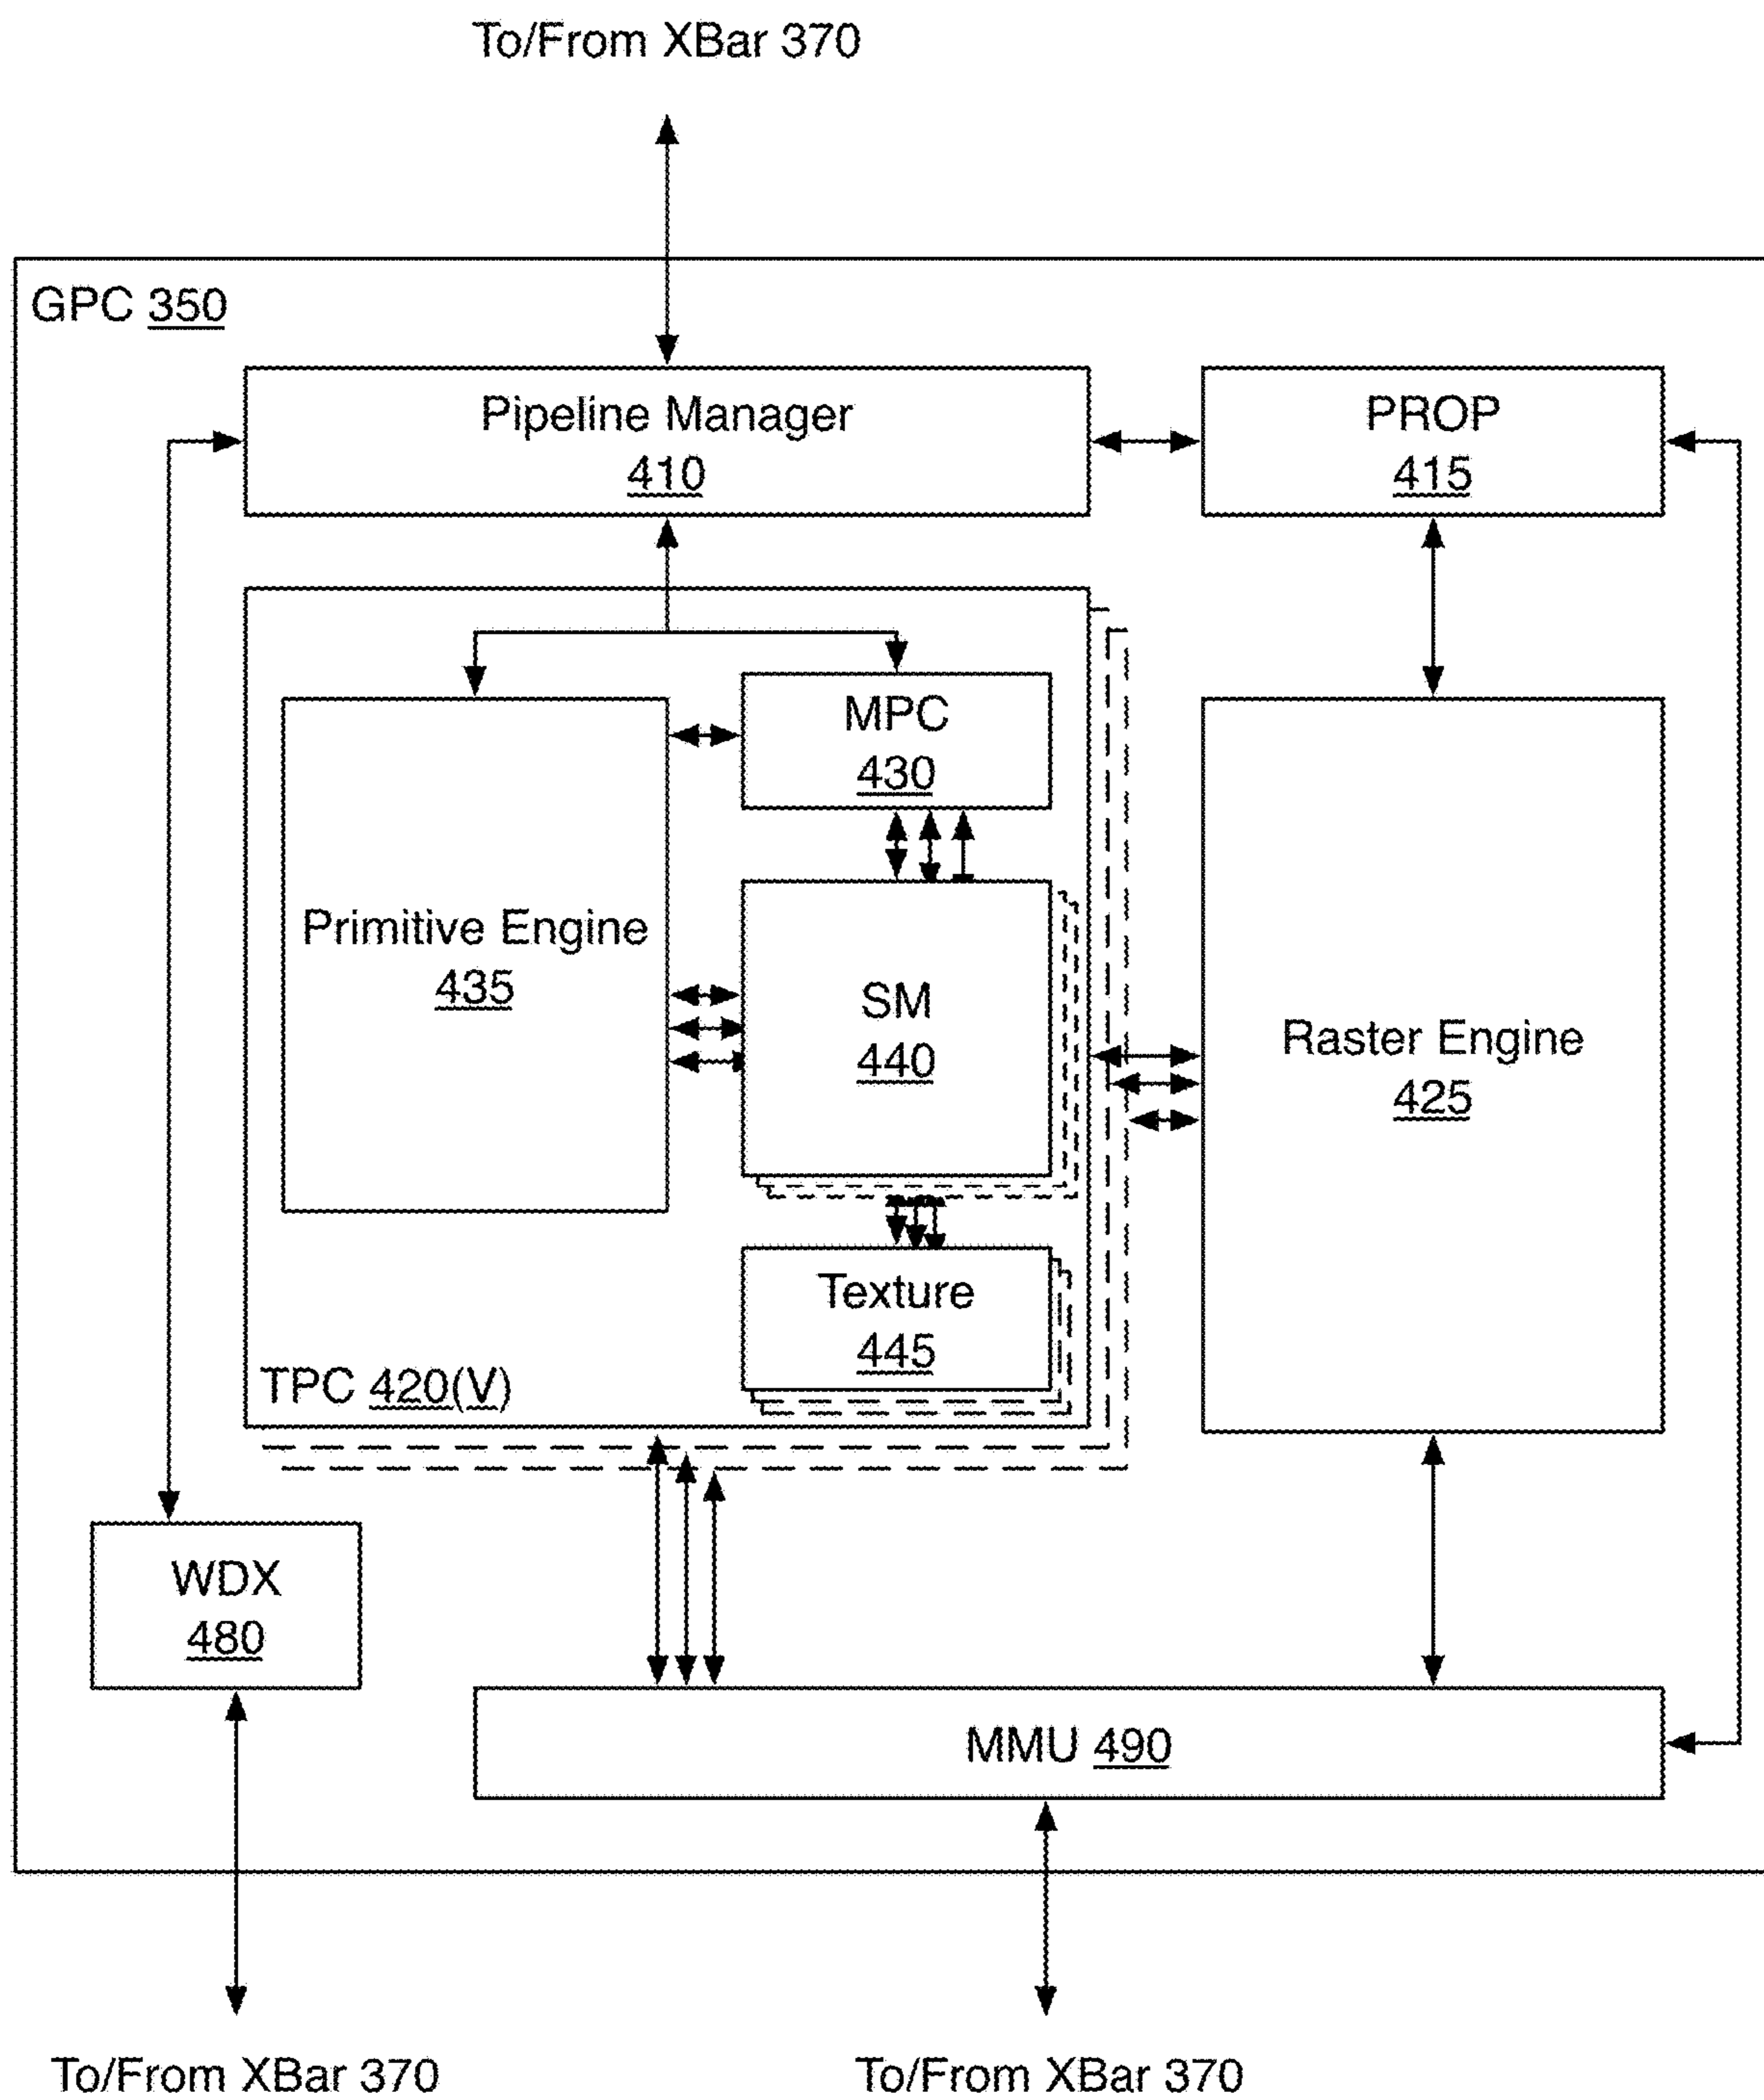 To/From XBar 370
GPC 350
Pipeline Manager
410
PROP
415
MPC
430
Primitive Engine
435
SM
440
Raster Engine
425
Texture
445
TPC 420(V)
WDX
480
MMU 490
To/From XBar 370
To/From XBar 370